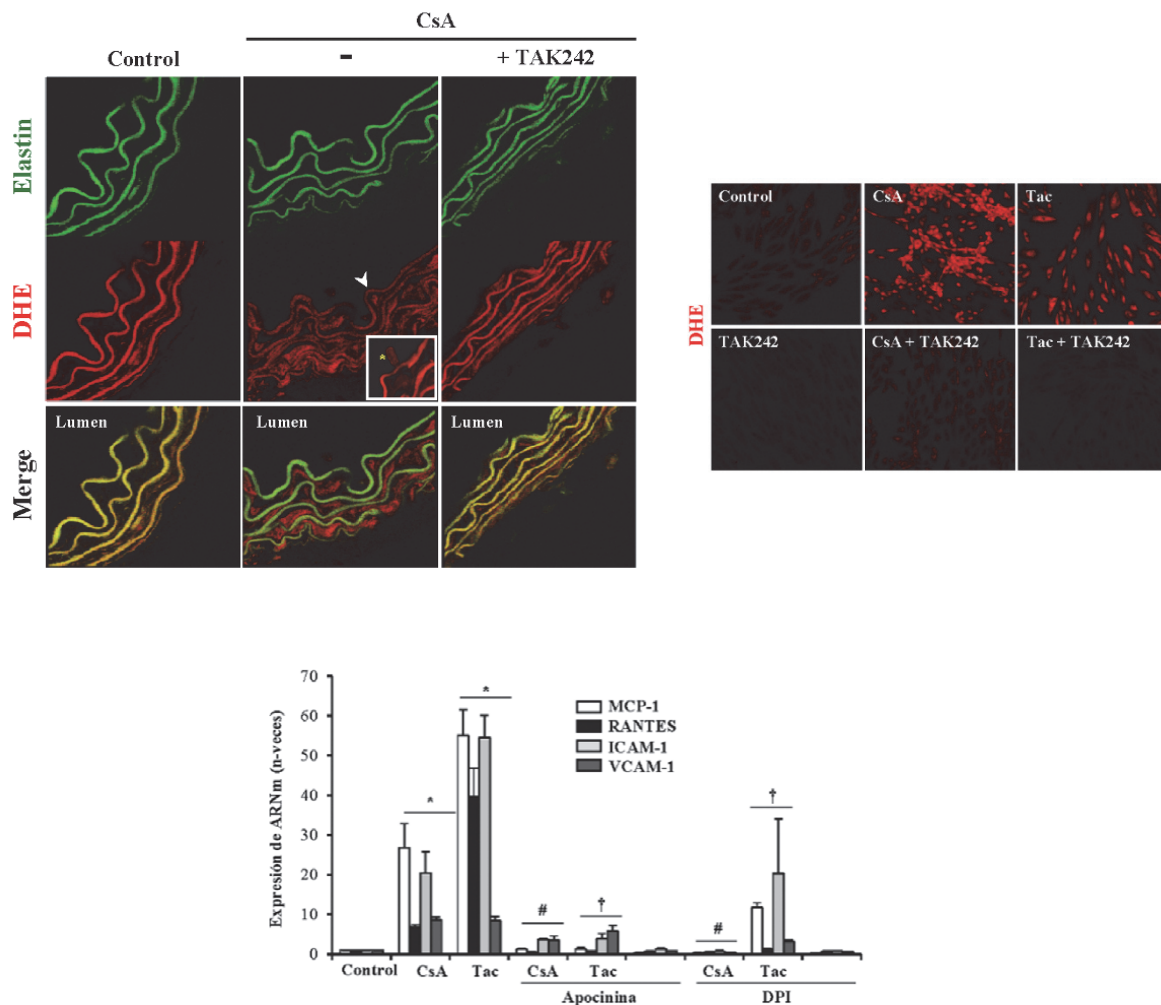 CsA
Control
-
+ TAK242
Elastin
DHE
*
Merge
Lumen
Lumen
Lumen
DHE
Control
CsA
Tac
TAK242
CsA + TAK242
Tac + TAK242
Expresión de ARNm (n-veces)
70
60
50
40
30
20
10
0
MCP-1
RANTES
ICAM-1
VCAM-1
*
*
#
†
#
†
Control
CsA
Tac
CsA
Tac
CsA
Tac
Apocinina
DPI